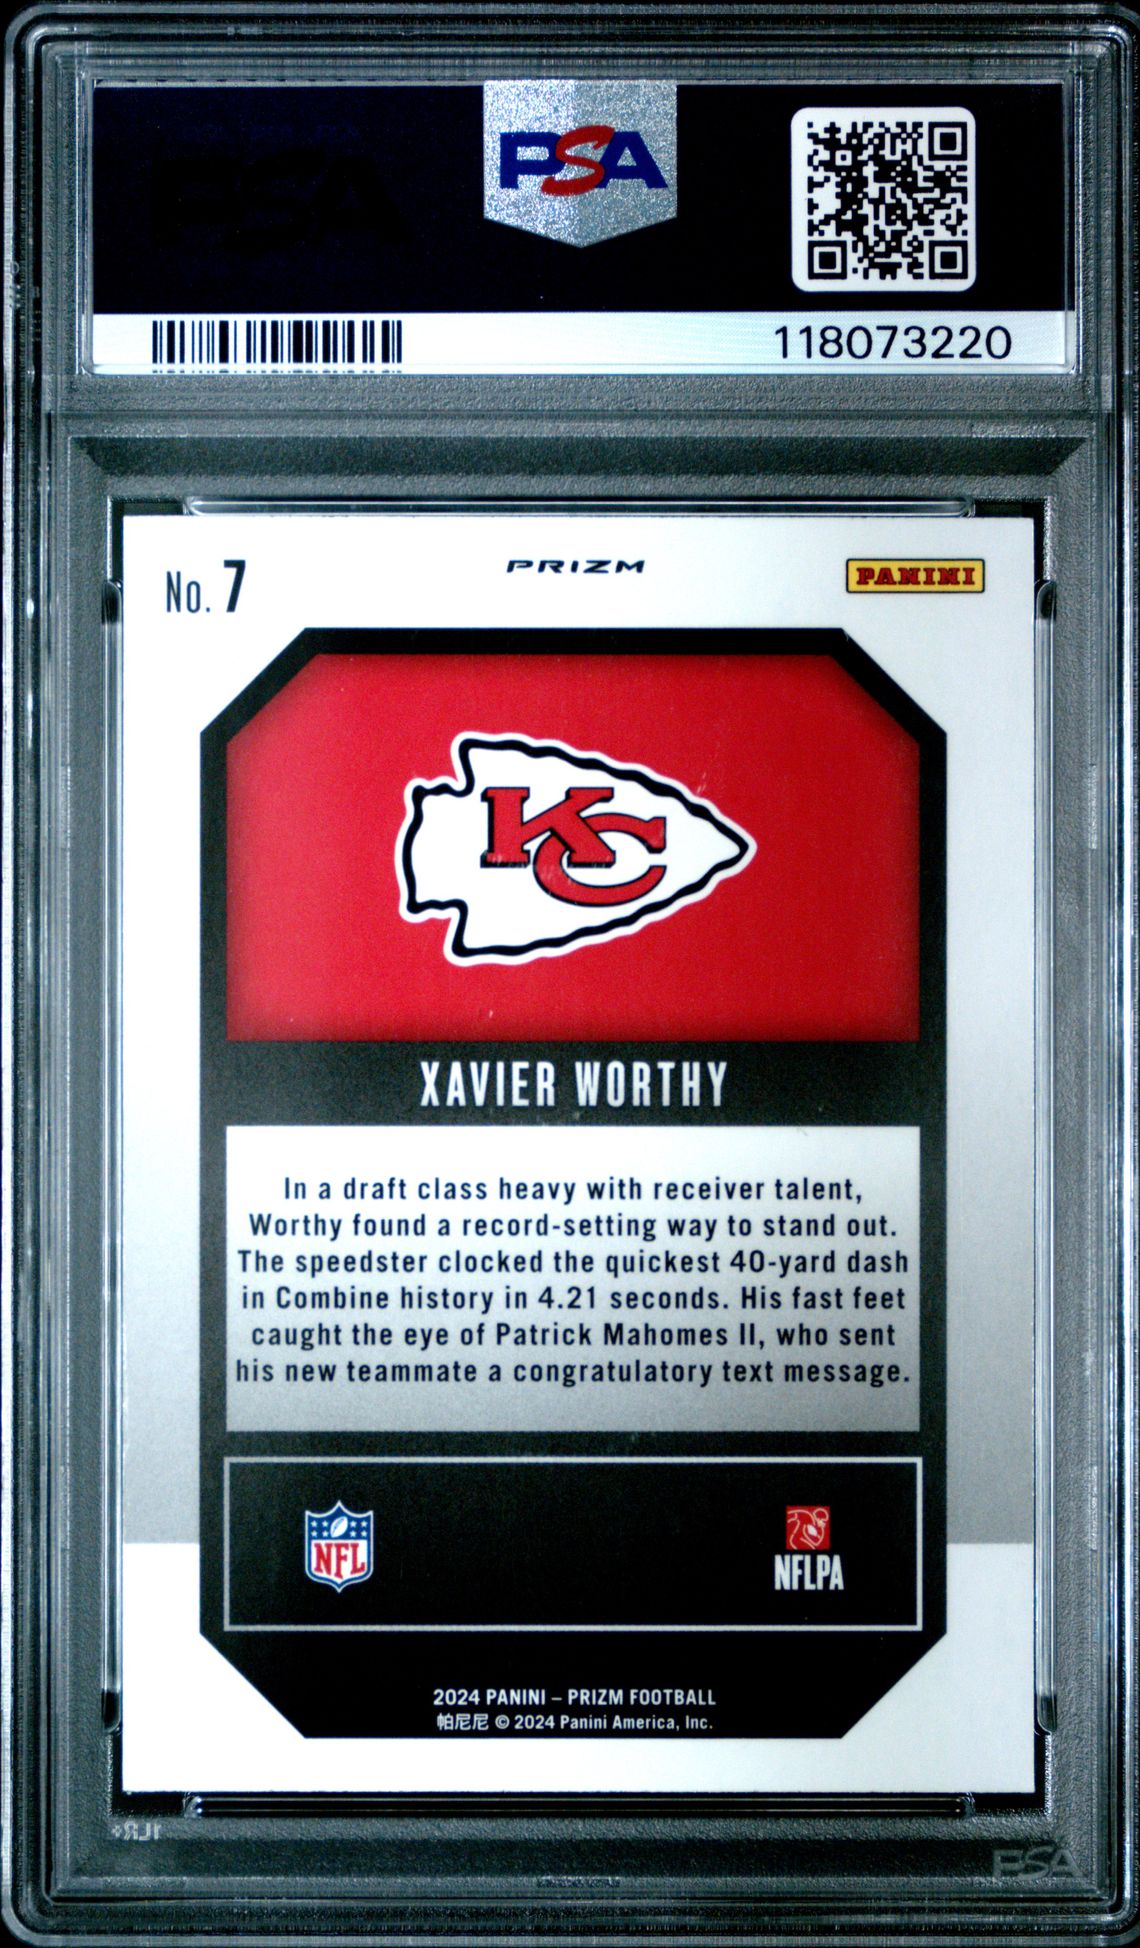 PSA
118073220
No. 7
PRIZM
PANINI
KC
XAVIER WORTHY
In a draft class heavy with receiver talent,
Worthy found a record-setting way to stand out.
The speedster clocked the quickest 40-yard dash
in Combine history in 4.21 seconds. His fast feet
caught the eye of Patrick Mahomes II, who sent
his new teammate a congratulatory text message.
NFL
NFLPA
2024 PANINI – PRIZM FOOTBALL
帕尼尼 © 2024 Panini America, Inc.
PSA